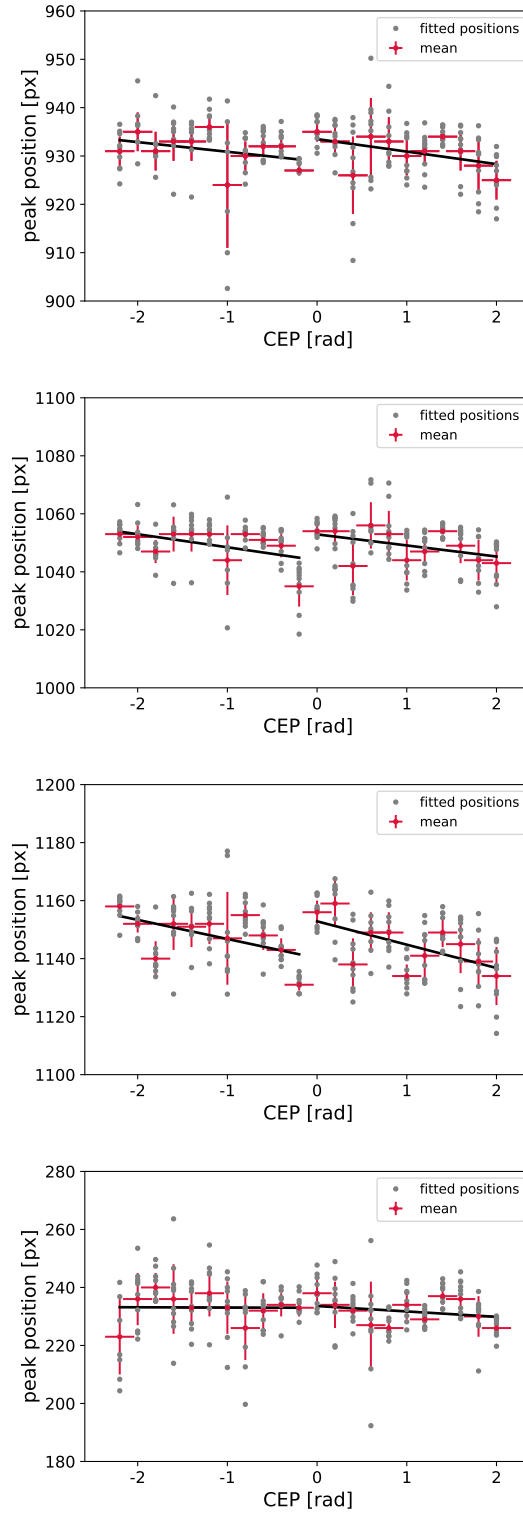 960
950
940
930
920
910
900
peak position [px]
fitted positions
mean
-2
-1
0
1
2
CEP [rad]
1100
1080
1060
1040
1020
1000
peak position [px]
fitted positions
mean
-2
-1
0
1
2
CEP [rad]
1200
1180
1160
1140
1120
1100
peak position [px]
fitted positions
mean
-2
-1
0
1
2
CEP [rad]
280
260
240
220
200
180
peak position [px]
fitted positions
mean
-2
-1
0
1
2
CEP [rad]